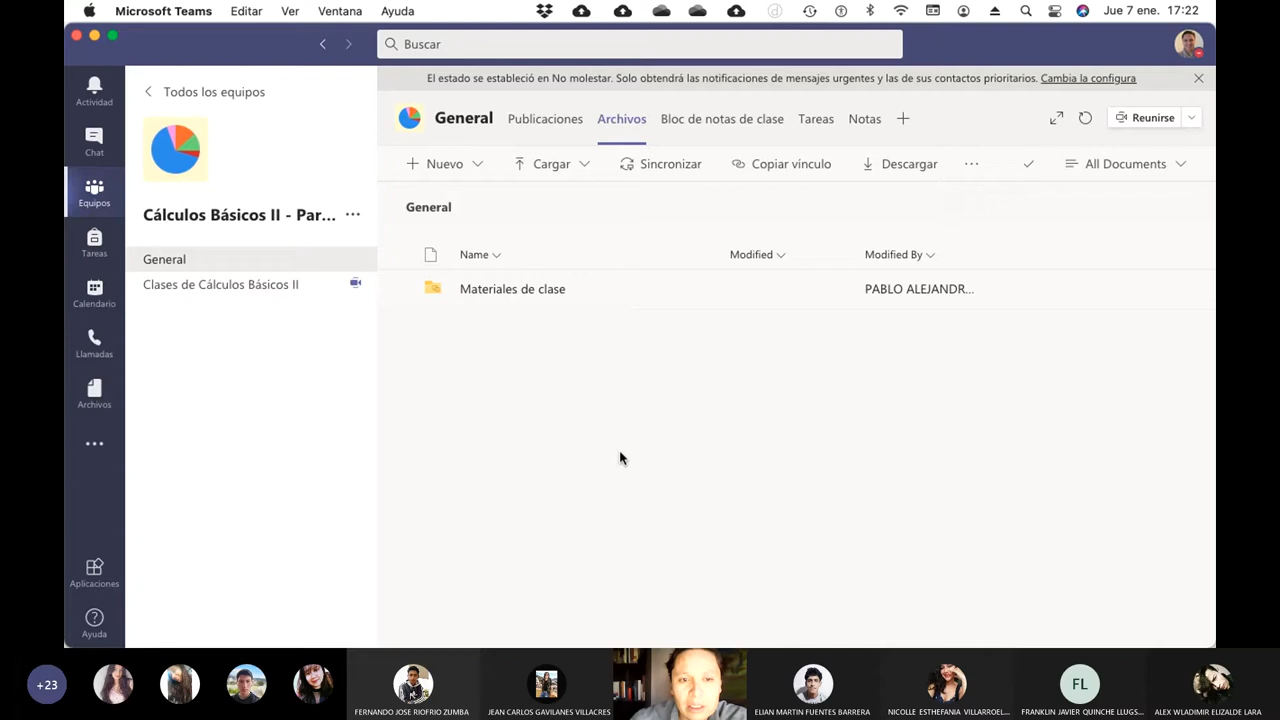 Microsoft Teams Editar Ver Ventana Ayuda Jue 7 ene. 17:22
Buscar
El estado se estableció en No molestar. Solo obtendrá las notificaciones de mensajes urgentes y las de sus contactos prioritarios. Cambia la configura
Actividad
Chat
Equipos
Tareas
Calendario
Llamadas
Archivos
Aplicaciones
Ayuda
Todos los equipos
Cálculos Básicos II - Par...
General
Clases de Cálculos Básicos II
General Publicaciones Archivos Bloc de notas de clase Tareas Notas Reunirse
Nuevo Cargar Sincronizar Copiar vínculo Descargar All Documents
General
Name Modified Modified By
Materiales de clase PABLO ALEJANDR...
+23
FERNANDO JOSE RIOFRIO ZUMBA
JEAN CARLOS GAVILANES VILLACRES
ELIAN MARTIN FUENTES BARRERA
NICOLLE ESTHEFANIA VILLARROEL...
FL
FRANKLIN JAVIER QUINCHE LLUGS...
ALEX WLADIMIR ELIZALDE LARA